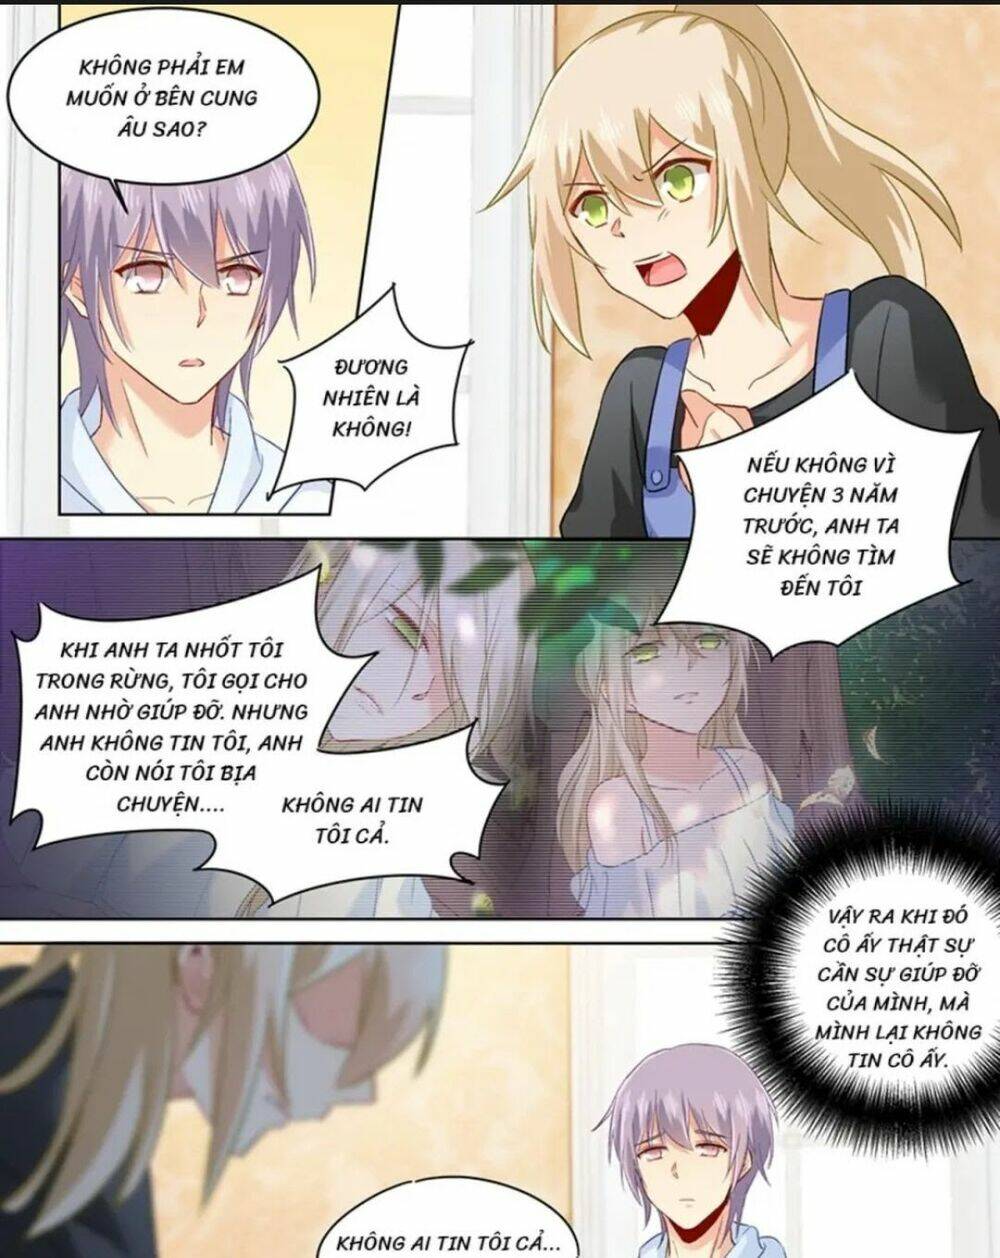 KHÔNG PHẢI EM
MUỐN Ở BÊN CUNG
ÂU SAO?
ĐƯƠNG
NHIÊN LÀ
KHÔNG!
NẾU KHÔNG VÌ
CHUYỆN 3 NĂM
TRƯỚC, ANH TA
SẼ KHÔNG TÌM
ĐẾN TÔI
KHI ANH TA NHỐT TÔI
TRONG RỪNG, TÔI GỌI CHO
ANH NHỜ GIÚP ĐỠ. NHƯNG
ANH KHÔNG TIN TÔI, ANH
CÒN NÓI TÔI BỊA
CHUYỆN....
KHÔNG AI TIN
TÔI CẢ.
VẬY RA KHI ĐÓ
CÔ ẤY THẬT SỰ
CẦN SỰ GIÚP ĐỠ
CỦA MÌNH, MÀ
MÌNH LẠI KHÔNG
TIN CÔ ẤY.
KHÔNG AI TIN TÔI CẢ...